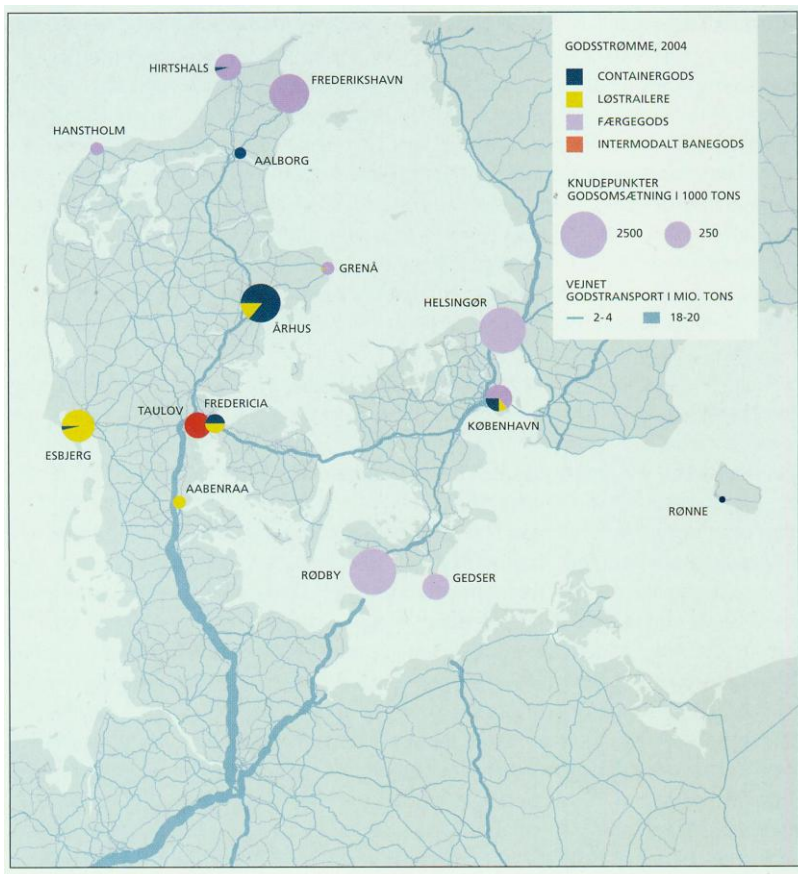 HIRTSHALS
FREDERIKSHAVN
HANSTHOLM
AALBORG
GRENÅ
HELSINGØR
ÅRHUS
TAULOV
FREDERICIA
KØBENHAVN
ESBJERG
AABENRAA
RØNNE
RØDBY
GEDSER
GODSSTRØMME, 2004
CONTAINERGODS
LØSTRAILERE
FÆRGEGODS
INTERMODALT BANEGODS
KNUDEPUNKTER
GODSOMSÆTNING I 1000 TONS
2500
250
VEJNET
GODSTRANSPORT I MIO. TONS
2-4
18-20